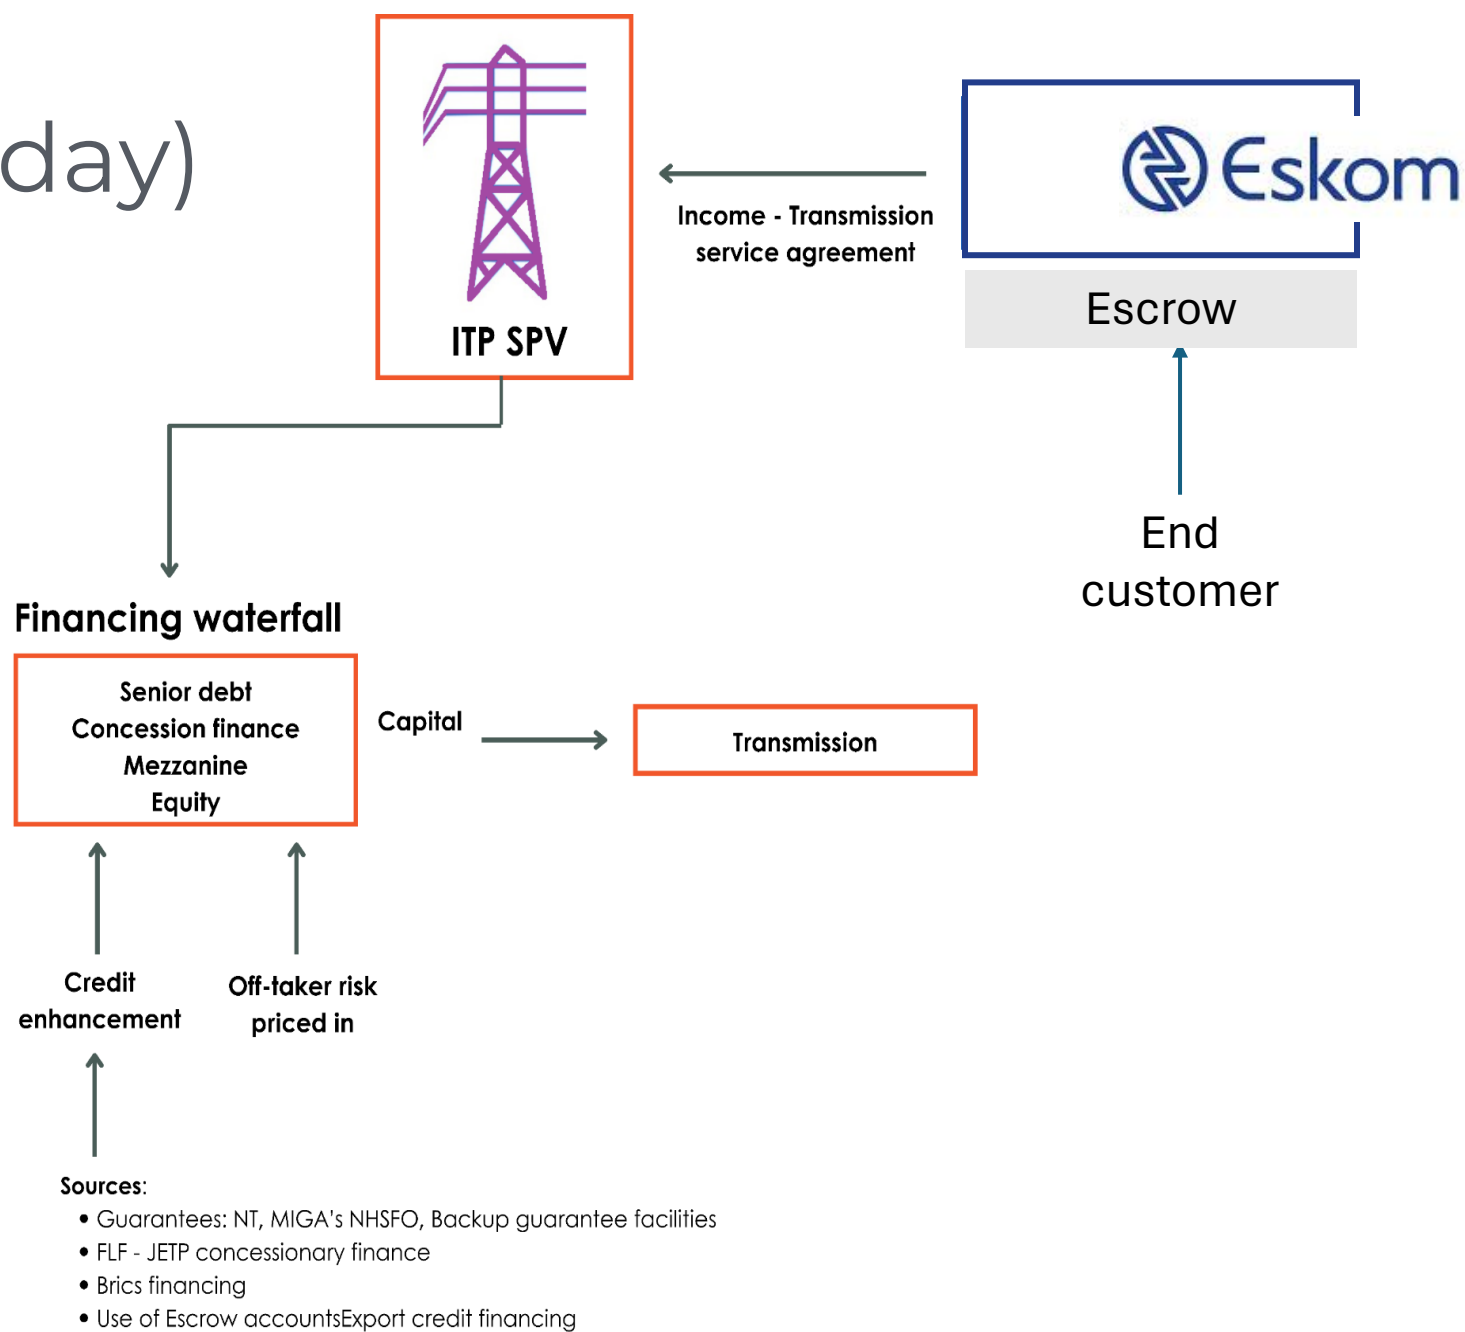 day)
Eskom
Income - Transmission
service agreement
Escrow
ITP SPV
End
customer
Financing waterfall
Senior debt
Concession finance
Mezzanine
Equity
Capital
Transmission
Credit
enhancement
Off-taker risk
priced in
Sources:
• Guarantees: NT, MIGA's NHSFO, Backup guarantee facilities
• FLF - JETP concessionary finance
• Brics financing
• Use of Escrow accountsExport credit financing